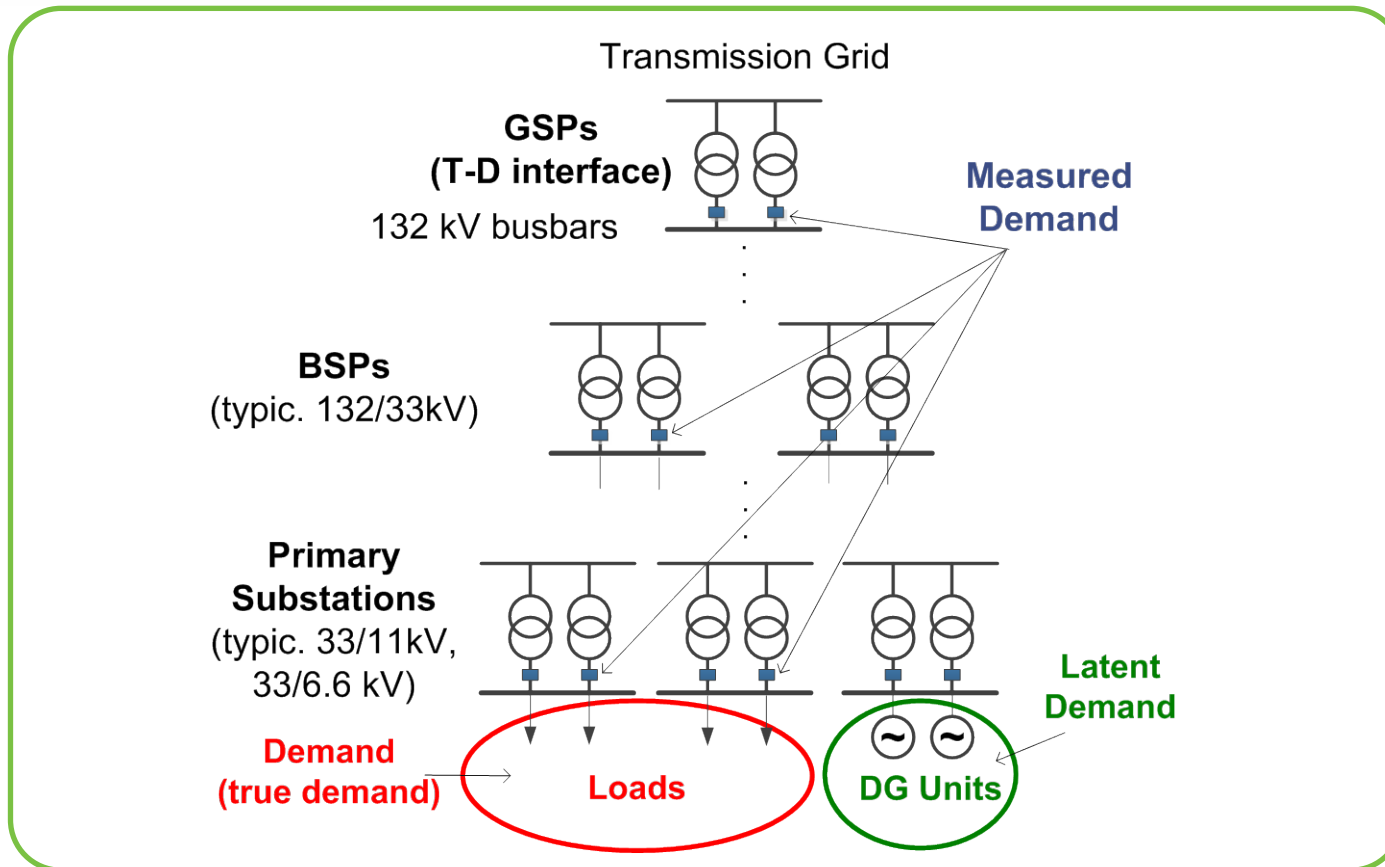 Transmission Grid
GSPs
(T-D interface)
132 kV busbars
Measured
Demand
BSPs
(typic. 132/33kV)
Primary
Substations
(typic. 33/11kV,
33/6.6 kV)
Latent
Demand
Demand
(true demand)
Loads
~ ~
DG Units